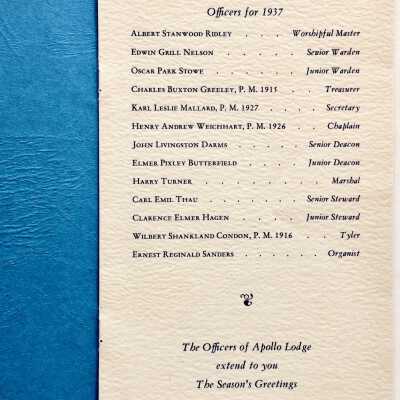 Officers for 1937
Albert Stanwood Ridley . . . Worshipful Master
Edwin Grill Nelson . . . . . Senior Warden
Oscar Park Stowe . . . . . Junior Warden
Charles Buxton Greeley, P. M. 1915 . Treasurer
Karl Leslie Mallard, P. M. 1927 . . . . Secretary
Henry Andrew Weichhart, P. M. 1926 . . Chaplain
John Livingston Darms . . . . Senior Deacon
Elmer Pixley Butterfield . . . Junior Deacon
Harry Turner . . . . . . . . Marshal
Carl Emil Thau . . . . . . Senior Steward
Clarence Elmer Hagen . . . . Junior Steward
Wilbert Shankland Condon, P. M. 1916 . . Tyler
Ernest Reginald Sanders . . . . . . Organist
The Officers of Apollo Lodge
extend to you
The Season's Greetings